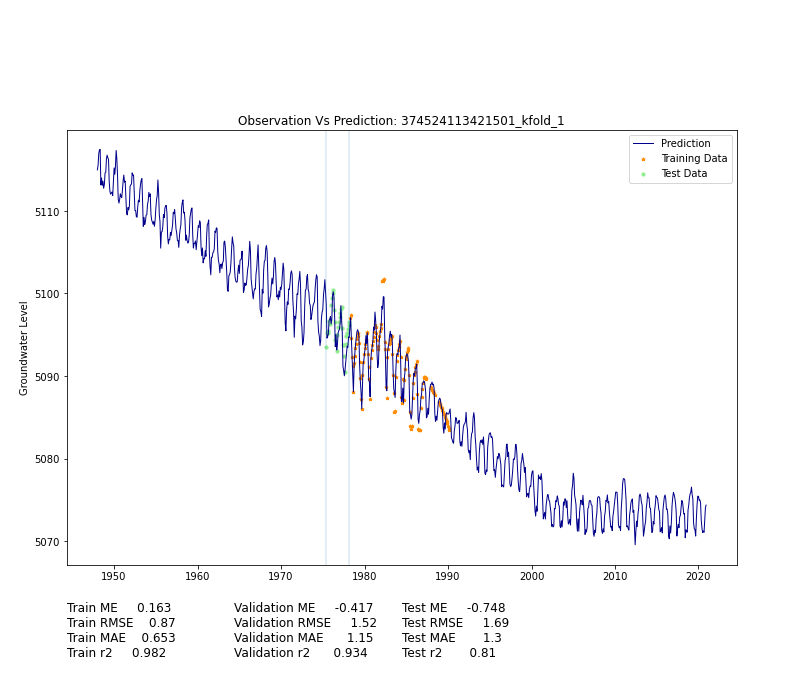 Observation Vs Prediction: 374524113421501_kfold_1
Prediction
Training Data
Test Data
Groundwater Level
5110
5100
5090
5080
5070
1950 1960 1970 1980 1990 2000 2010 2020
Train ME 0.163 Validation ME -0.417 Test ME -0.748
Train RMSE 0.87 Validation RMSE 1.52 Test RMSE 1.69
Train MAE 0.653 Validation MAE 1.15 Test MAE 1.3
Train r2 0.982 Validation r2 0.934 Test r2 0.81